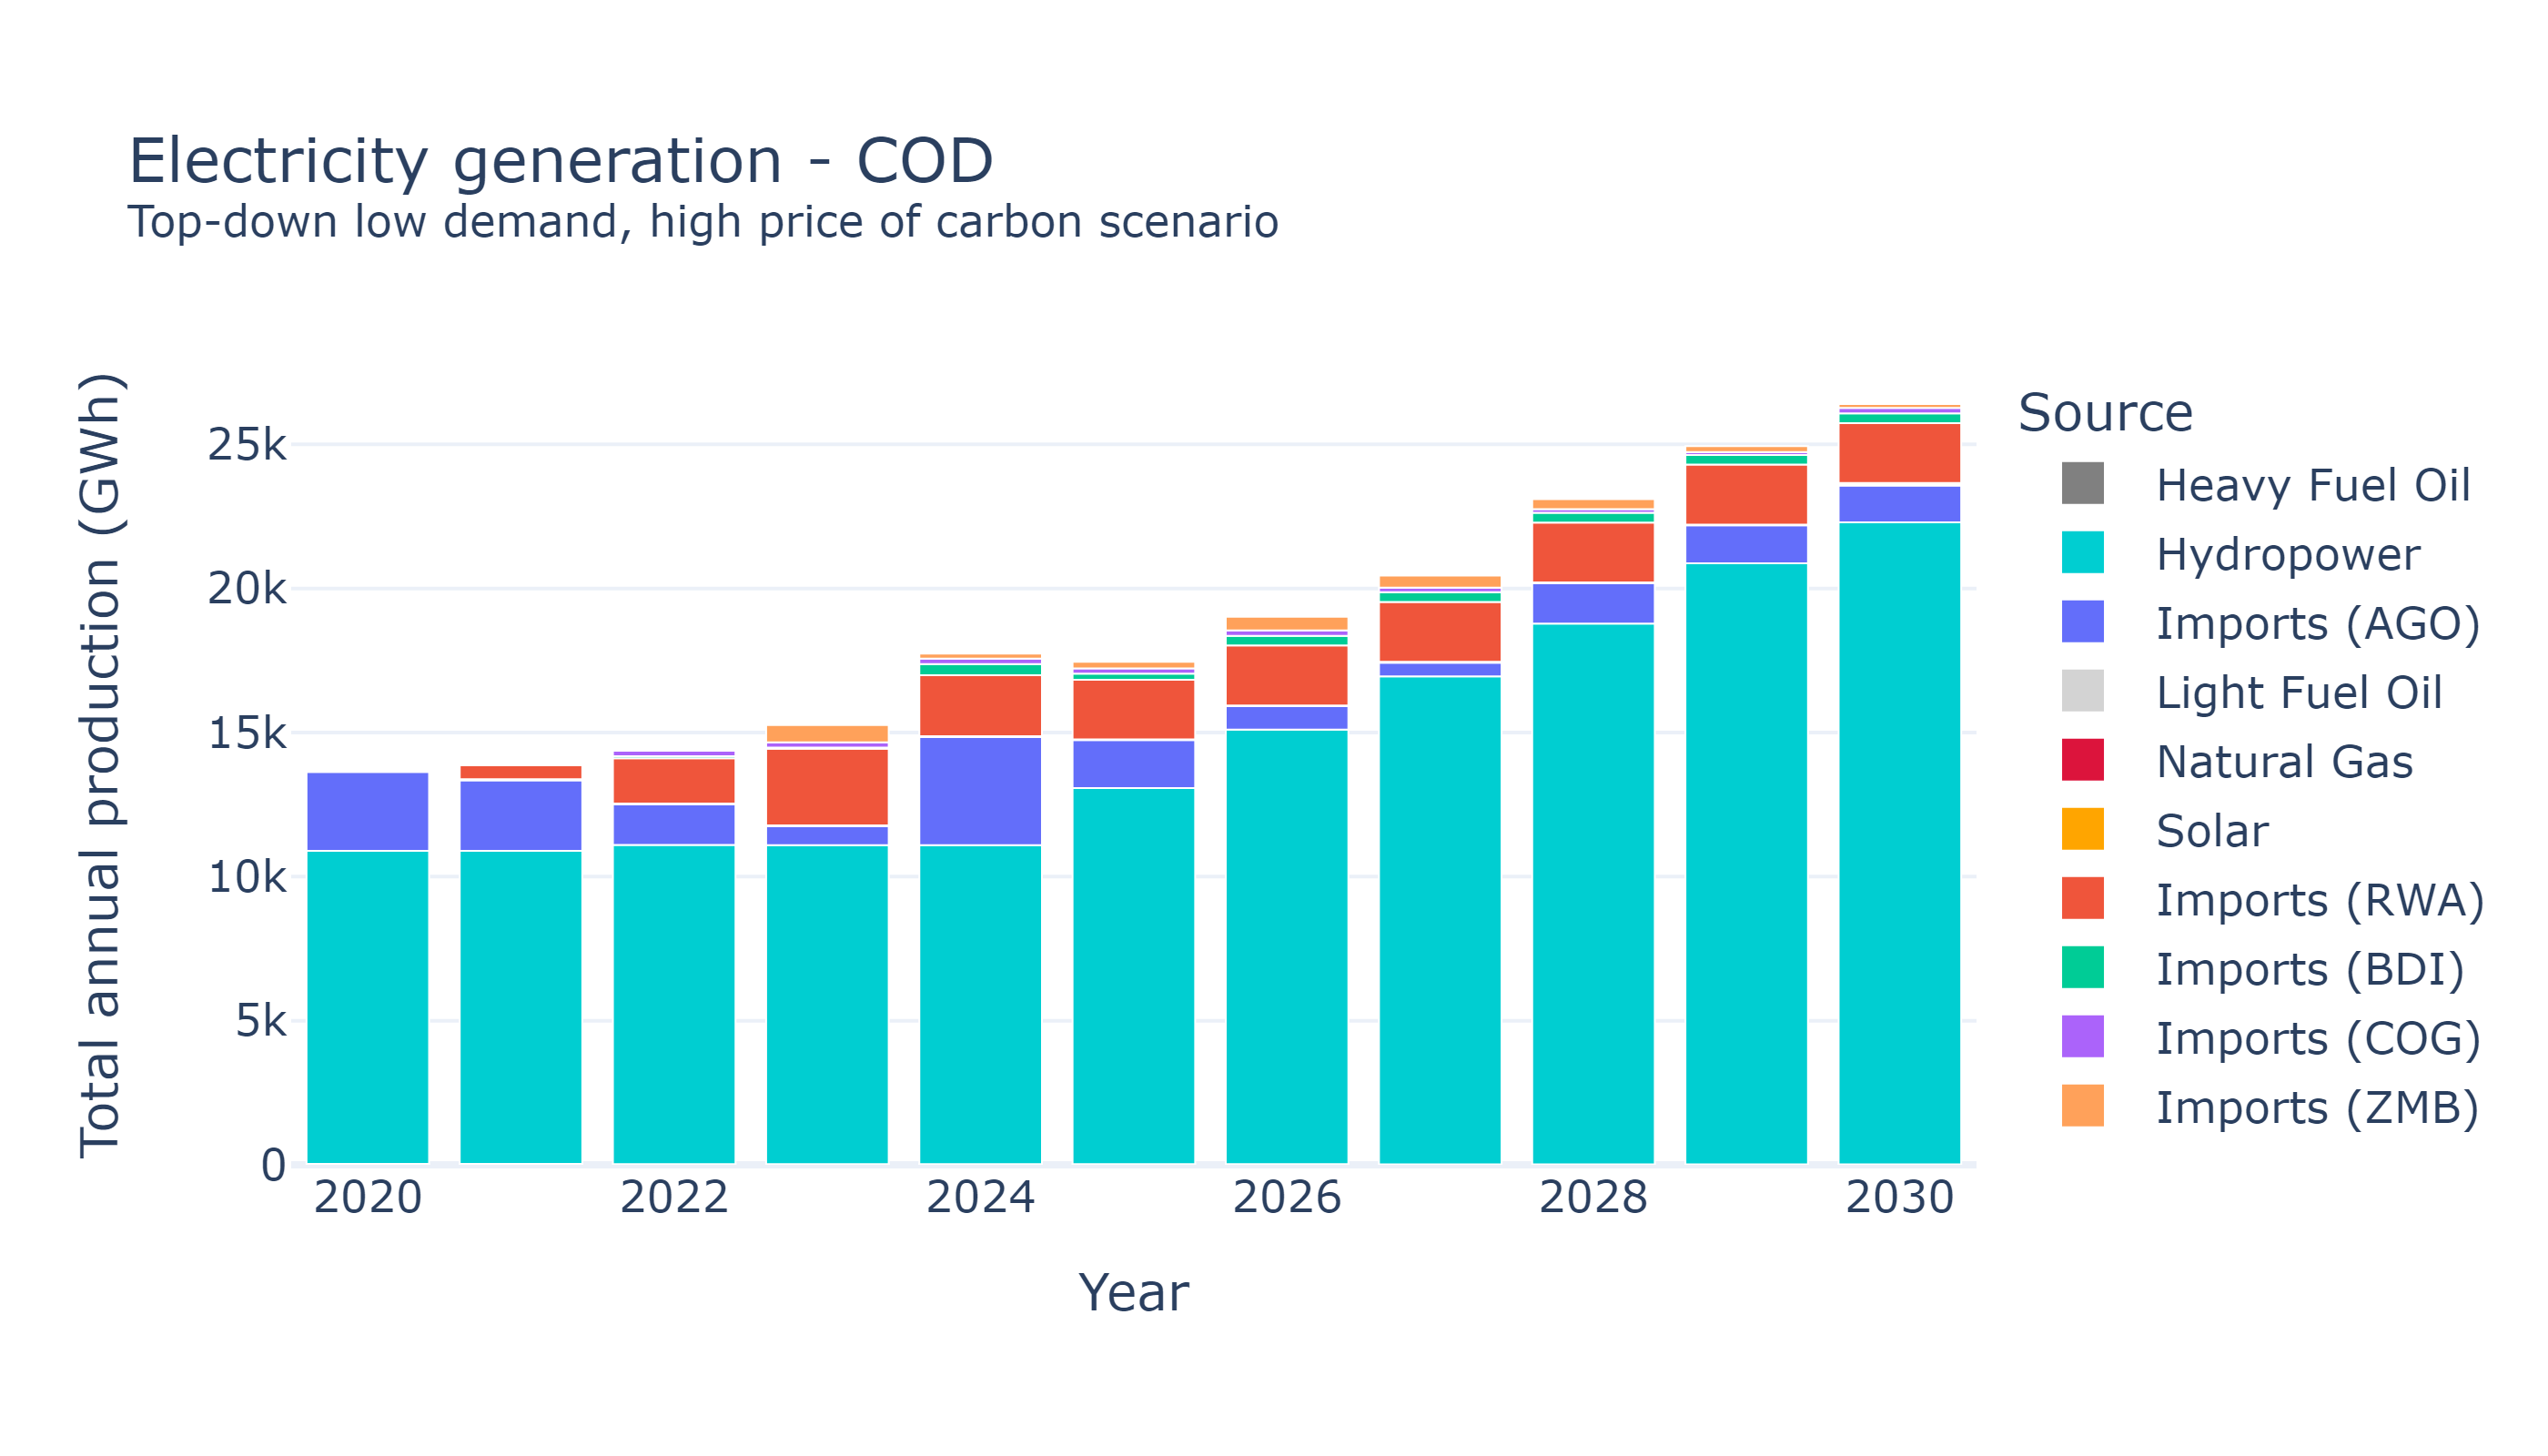 Electricity generation - COD
Top-down low demand, high price of carbon scenario
Total annual production (GWh)
25k
20k
15k
10k
5k
0
2020
2022
2024
2026
2028
2030
Year
Source
Heavy Fuel Oil
Hydropower
Imports (AGO)
Light Fuel Oil
Natural Gas
Solar
Imports (RWA)
Imports (BDI)
Imports (COG)
Imports (ZMB)